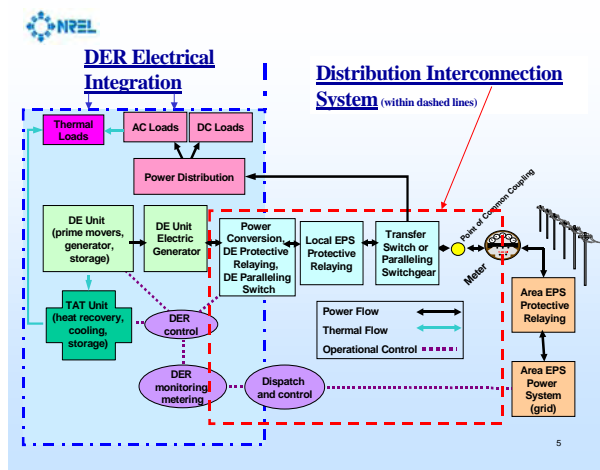 NREL
DER Electrical
Integration
Distribution Interconnection
System (within dashed lines)
Thermal
Loads
AC Loads
DC Loads
Power Distribution
Point of Common Coupling
DE Unit
(prime movers,
generator,
storage)
DE Unit
Electric
Generator
Power
Conversion,
DE Protective
Relaying,
DE Paralleling
Switch
Local EPS
Protective
Relaying
Transfer
Switch or
Paralleling
Switchgear
Meter
Area EPS
Protective
Relaying
TAT Unit
(heat recovery,
cooling,
storage)
DER
control
Power Flow
Thermal Flow
Operational Control
DER
monitoring
metering
Dispatch
and control
Area EPS
Power
System
(grid)
5